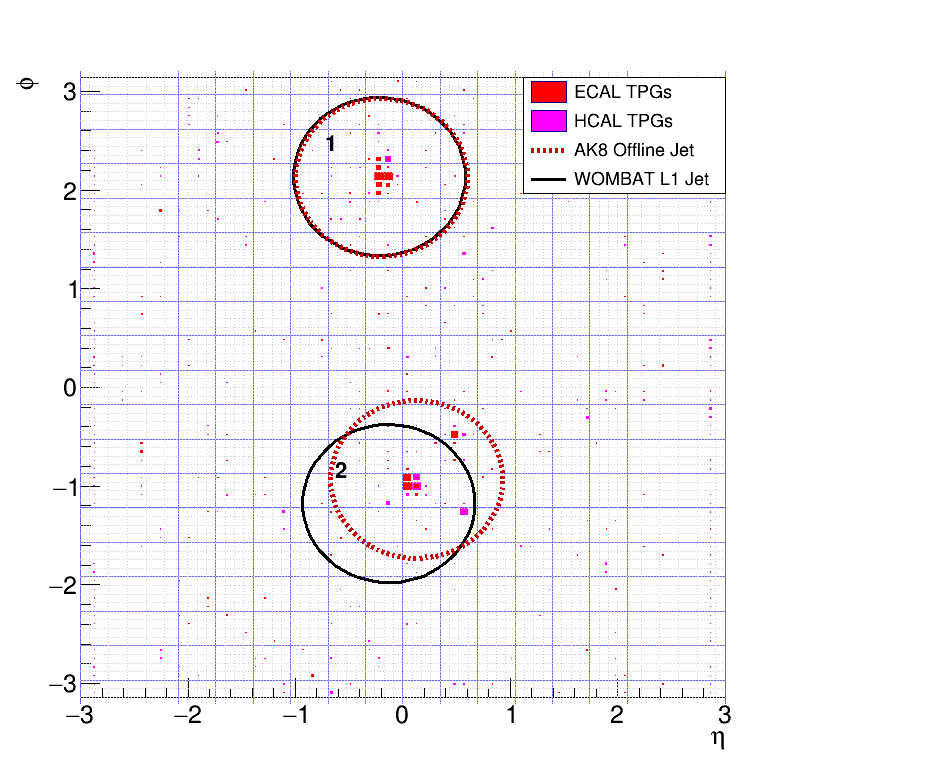 φ
3
2
1
0
−1
−2
−3
ECAL TPGs
HCAL TPGs
AK8 Offline Jet
WOMBAT L1 Jet
1
2
−3 −2 −1 0 1 2 3
η